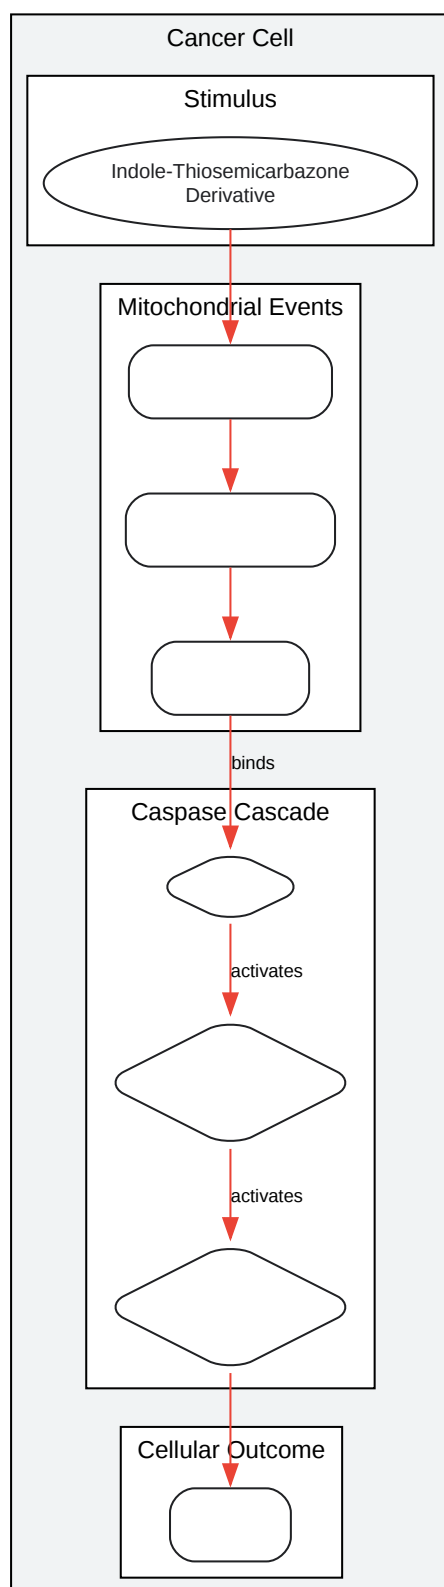 Cancer Cell
Stimulus
Indole-Thiosemicarbazone
Derivative
Mitochondrial Events
binds
Caspase Cascade
activates
activates
Cellular Outcome